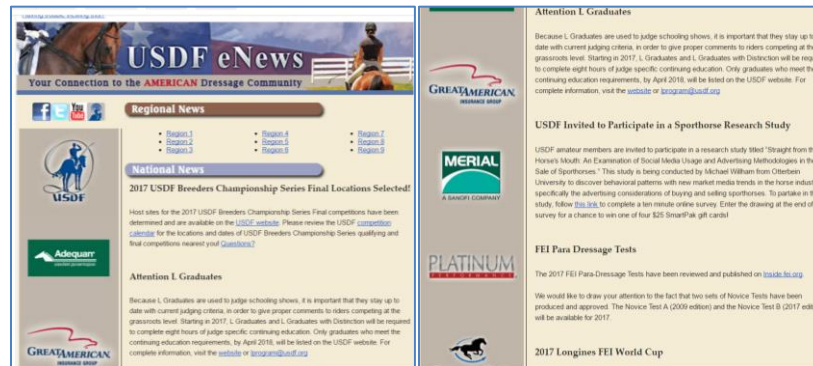 USDF eNews
Your Connection to the AMERICAN Dressage Community
Regional News
Region 1
Region 2
Region 3
Region 4
Region 5
Region 6
Region 7
Region 8
Region 9
National News
USDF
Adequan
GREAT AMERICAN
INSURANCE GROUP
2017 USDF Breeders Championship Series Final Locations Selected!
Host sites for the 2017 USDF Breeders Championship Series Final competitions have been
determined and are available on the USDF website. Please review the USDF competition
calendar for the locations and dates of USDF Breeders Championship Series qualifying and
final competitions nearest you! Questions?
Attention L Graduates
Because L Graduates are used to judge schooling shows, it is important that they stay up to
date with current judging criteria, in order to give proper comments to riders competing at the
grassroots level. Starting in 2017, L Graduates and L Graduates with Distinction will be required
to complete eight hours of judge specific continuing education. Only graduates who meet the
continuing education requirements, by April 2018, will be listed on the USDF website. For
complete information, visit the website or lprogram@usdf.org
Attention L Graduates
Because L Graduates are used to judge schooling shows, it is important that they stay up to
date with current judging criteria, in order to give proper comments to riders competing at the
grassroots level. Starting in 2017, L Graduates and L Graduates with Distinction will be requ
to complete eight hours of judge specific continuing education. Only graduates who meet the
continuing education requirements, by April 2018, will be listed on the USDF website. For
complete information, visit the website or lprogram@usdf.org
GREAT AMERICAN
INSURANCE GROUP
USDF Invited to Participate in a Sporthorse Research Study
USDF amateur members are invited to participate in a research study titled "Straight from the
Horse's Mouth: An Examination of Social Media Usage and Advertising Methodologies in the
Sale of Sporthorses." This study is being conducted by Michael Willham from Otterbein
University to discover behavioral patterns with new market media trends in the horse indust
specifically the advertising considerations of buying and selling sporthorses. To partake in th
study, follow this link to complete a ten minute online survey. Enter the drawing at the end of
survey for a chance to win one of four $25 SmartPak gift cards!
MERIAL
A SANOFI COMPANY
FEI Para Dressage Tests
The 2017 FEI Para-Dressage Tests have been reviewed and published on Inside.fei.org.
We would like to draw your attention to the fact that two sets of Novice Tests have been
produced and approved. The Novice Test A (2009 edition) and the Novice Test B (2017 edit
will be available for 2017.
PLATINUM
PERFORMANCE
2017 Longines FEI World Cup